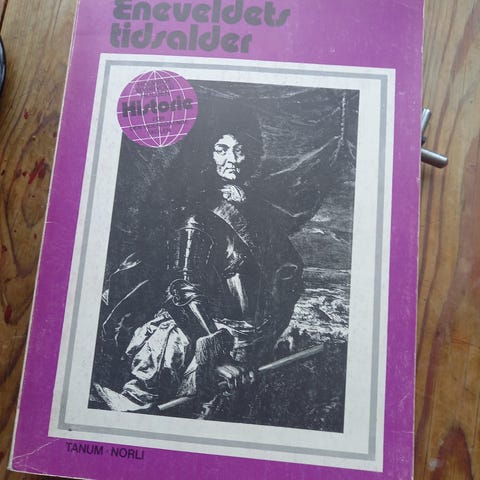 Eneveldets
tidsalder
Historie
TANUM · NORLI